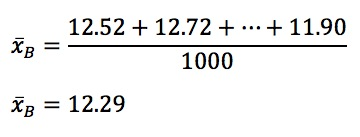 x̄_B = (12.52 + 12.72 + ⋯ + 11.90) / 1000
x̄_B = 12.29